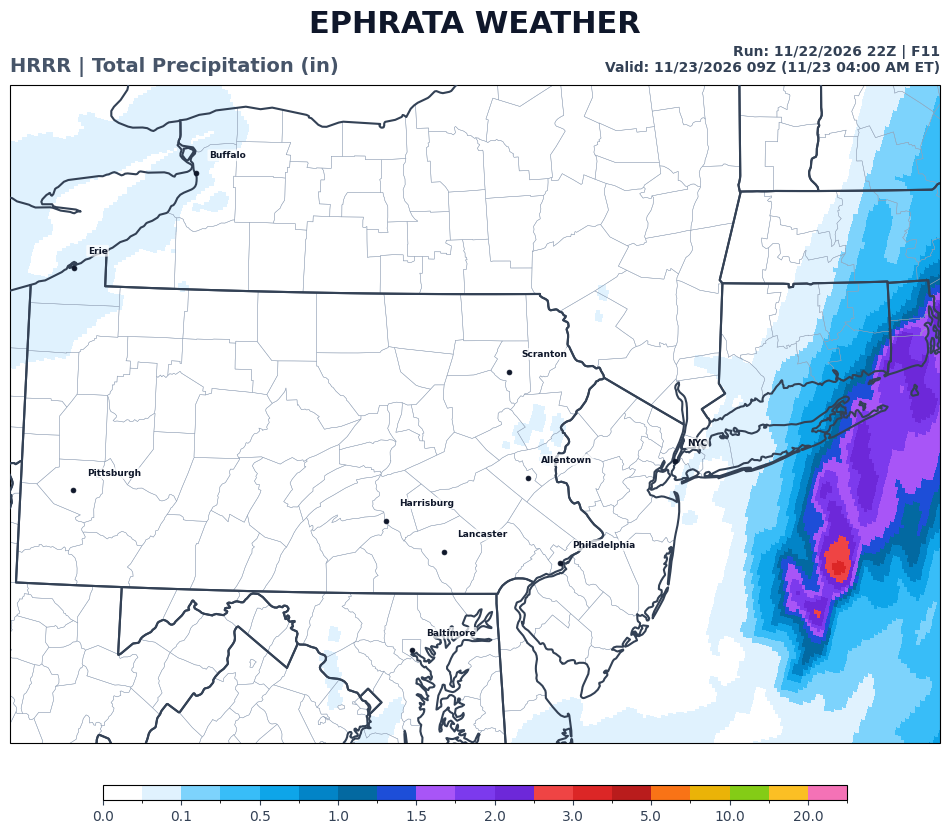 EPHRATA WEATHER
HRRR | Total Precipitation (in)
Run: 11/22/2026 22Z | F11
Valid: 11/23/2026 09Z (11/23 04:00 AM ET)
Buffalo
Erie
Scranton
NYC
Pittsburgh
Allentown
Harrisburg
Lancaster
Philadelphia
Baltimore
0.0 0.1 0.5 1.0 1.5 2.0 3.0 5.0 10.0 20.0